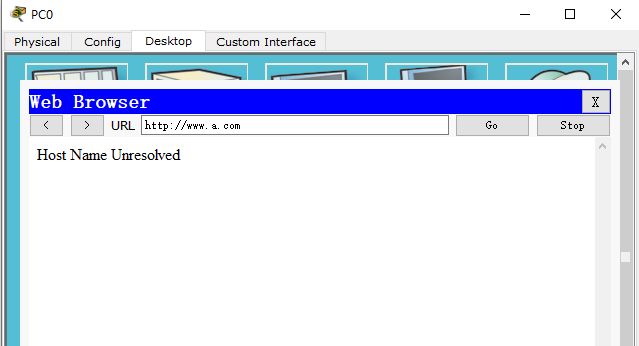 PC0
Physical Config Desktop Custom Interface
Web Browser X
< > URL http://www.a.com Go Stop
Host Name Unresolved